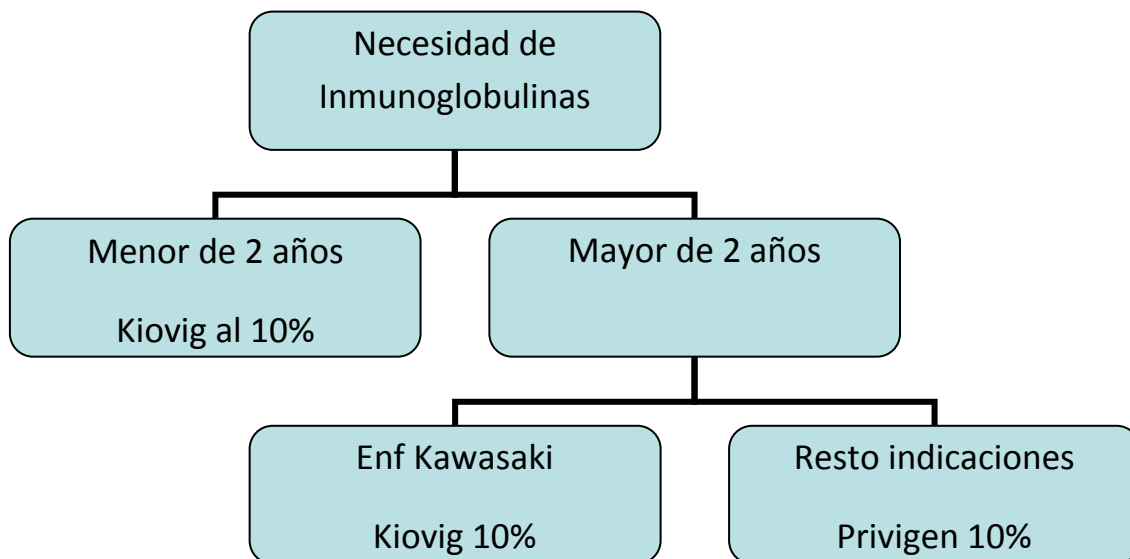 Necesidad de
Inmunoglobulinas
Menor de 2 años
Kiovig al 10%
Mayor de 2 años
Enf Kawasaki
Kiovig 10%
Resto indicaciones
Privigen 10%